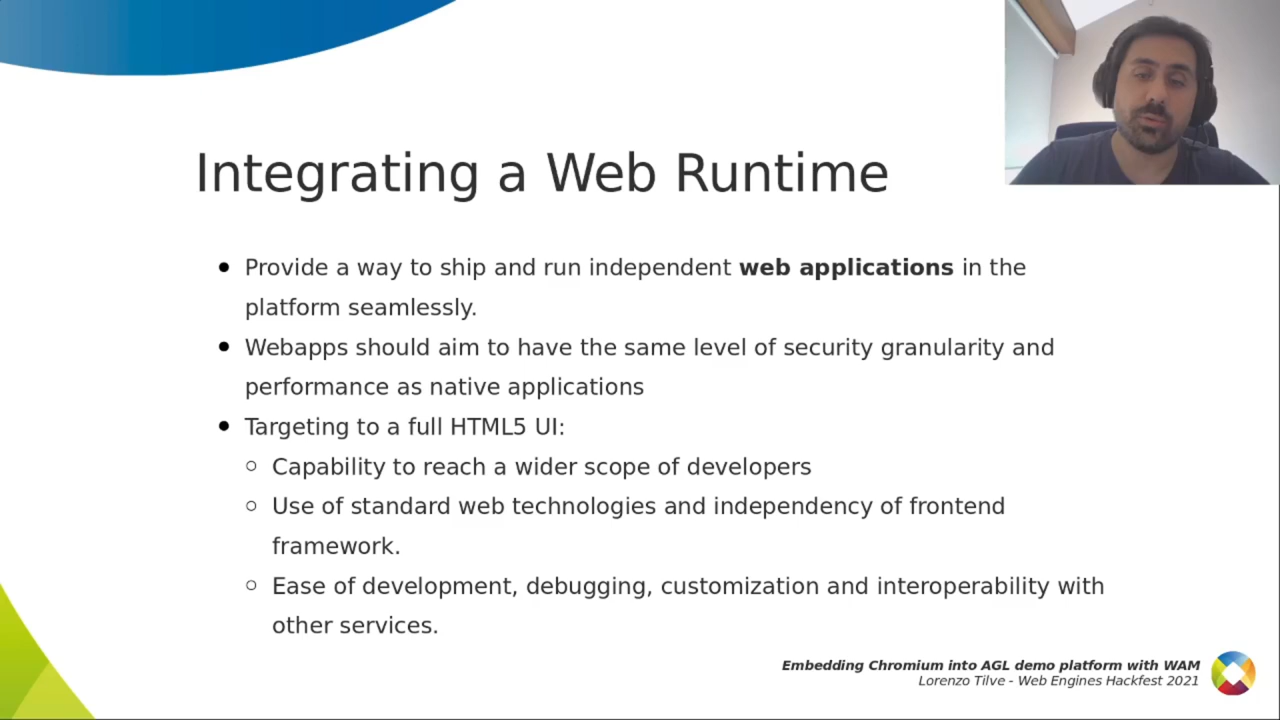 Integrating a Web Runtime
Provide a way to ship and run independent web applications in the
platform seamlessly.
Webapps should aim to have the same level of security granularity and
performance as native applications
Targeting to a full HTML5 UI:
Capability to reach a wider scope of developers
Use of standard web technologies and independency of frontend
framework.
Ease of development, debugging, customization and interoperability with
other services.
Embedding Chromium into AGL demo platform with WAM
Lorenzo Tilve - Web Engines Hackfest 2021